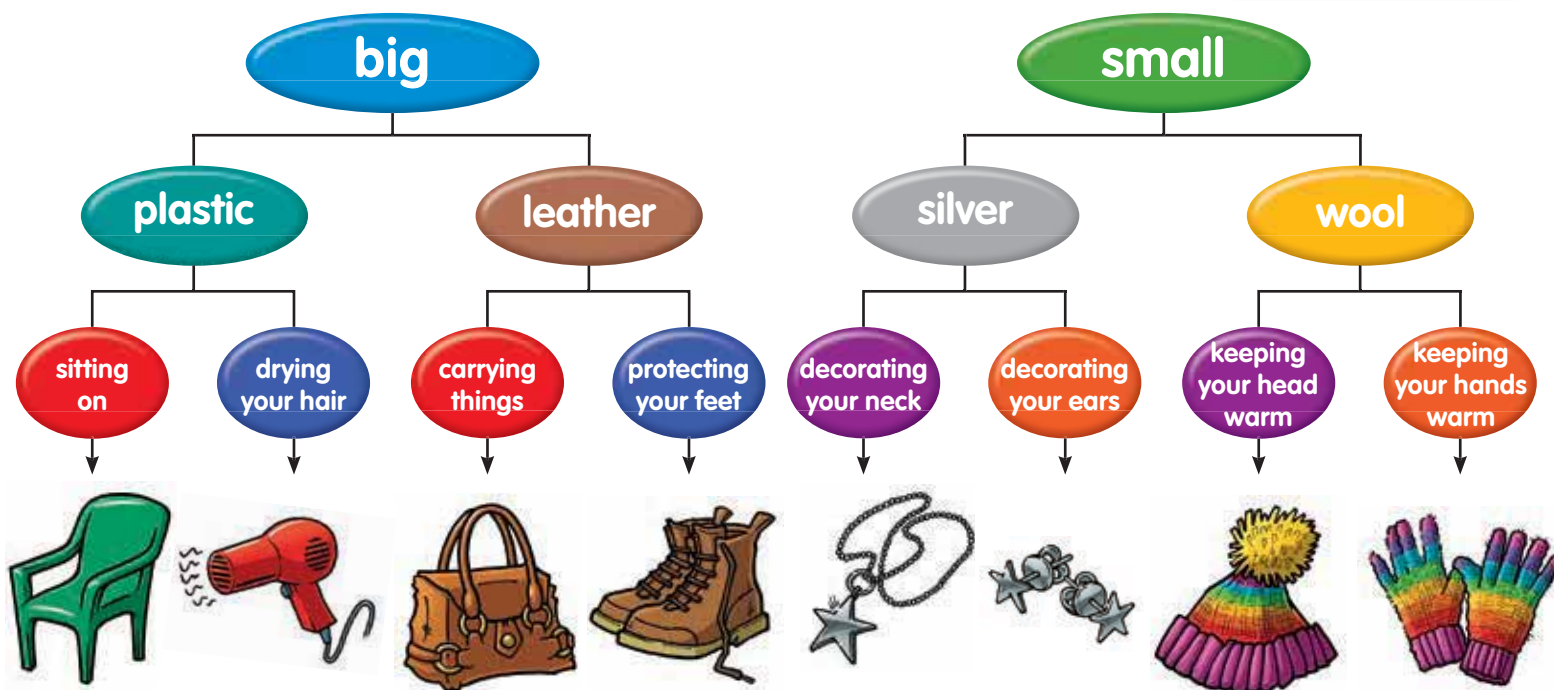 big
small
plastic
leather
silver
wool
sitting
on
drying
your hair
carrying
things
protecting
your feet
decorating
your neck
decorating
your ears
keeping
your head
warm
keeping
your hands
warm